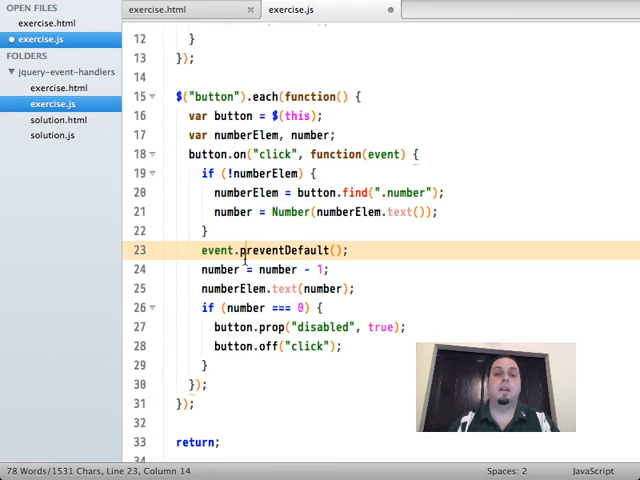 OPEN FILES
exercise.html
exercise.js
FOLDERS
jquery-event-handlers
exercise.html
exercise.js
solution.html
solution.js
exercise.html
exercise.js
12 }
13 });
14
15 $("button").each(function() {
16 var button = $(this);
17 var numberElem, number;
18 button.on("click", function(event) {
19 if (!numberElem) {
20 numberElem = button.find(".number");
21 number = Number(numberElem.text());
22 }
23 event.preventDefault();
24 number = number - 1;
25 numberElem.text(number);
26 if (number === 0) {
27 button.prop("disabled", true);
28 button.off("click");
29 }
30 });
31 });
32
33 return;
78 Words/1531 Chars, Line 23, Column 14
Spaces: 2
JavaScript